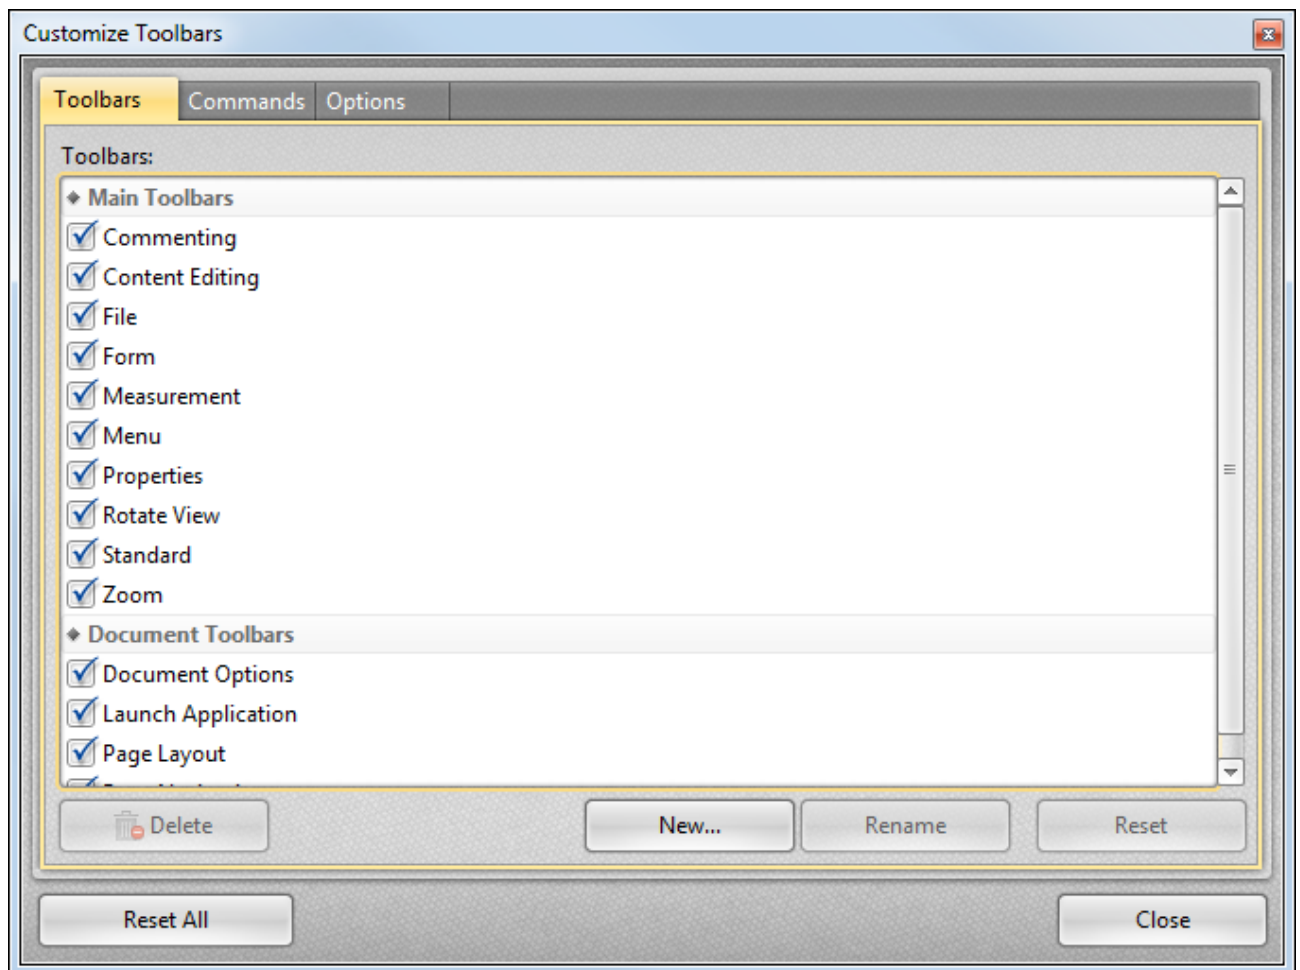 Customize Toolbars
Toolbars Commands Options
Toolbars:
Main Toolbars
Commenting
Content Editing
File
Form
Measurement
Menu
Properties
Rotate View
Standard
Zoom
Document Toolbars
Document Options
Launch Application
Page Layout
Delete New... Rename Reset
Reset All Close